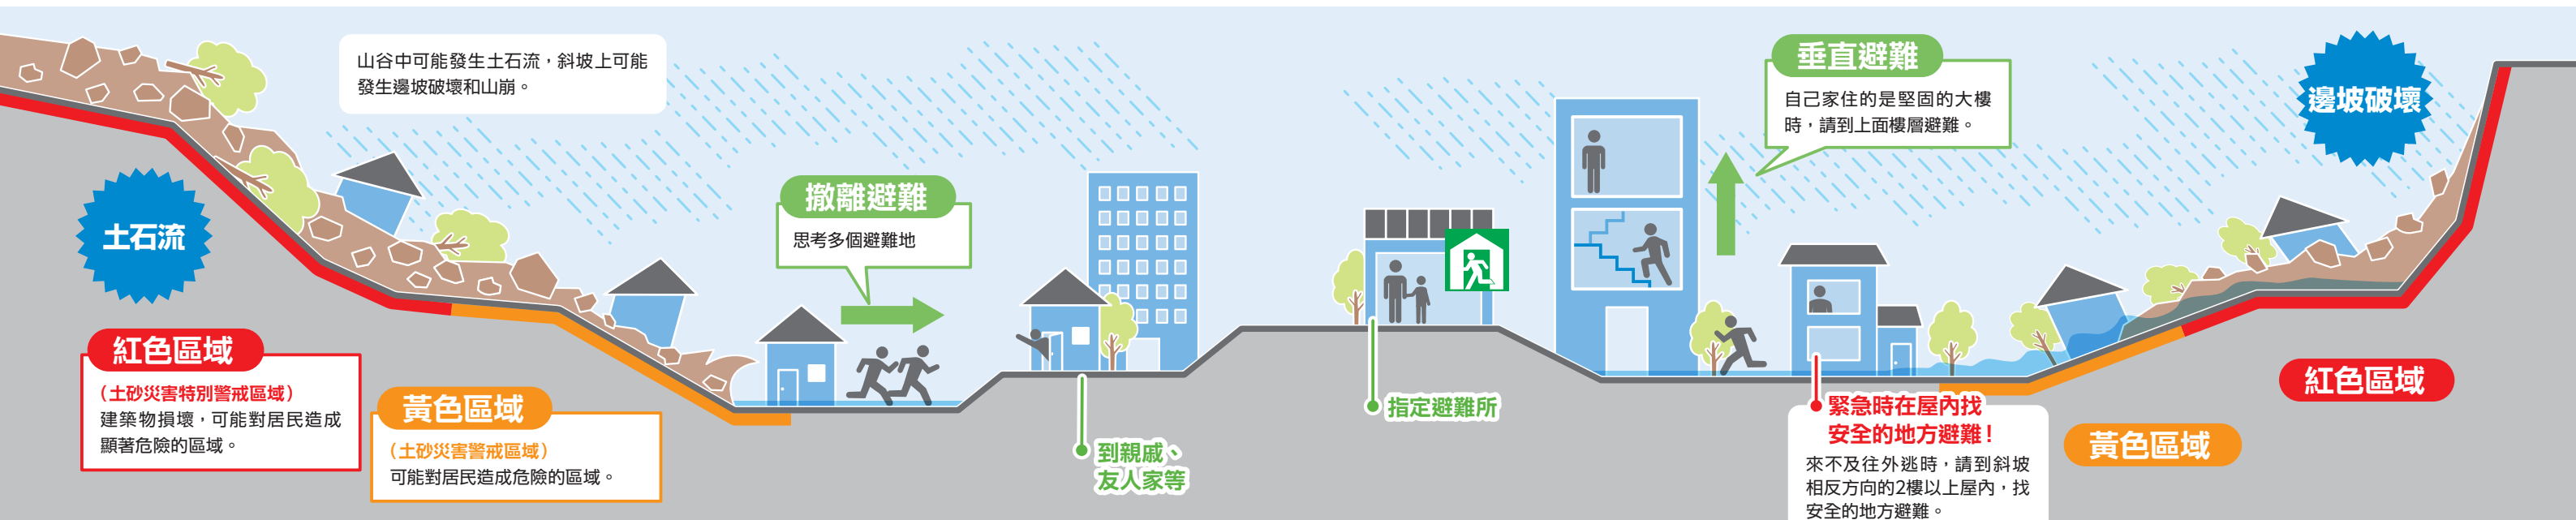 山谷中可能發生土石流，斜坡上可能
發生邊坡破壞和山崩。
土石流
紅色區域
（土砂災害特別警戒區域）
建築物損壞，可能對居民造成
顯著危險的區域。
黃色區域
（土砂災害警戒區域）
可能對居民造成危險的區域。
撤離避難
思考多個避難地
到親戚、
友人家等
指定避難所
垂直避難
自己家住的是堅固的大樓
時，請到上面樓層避難。
緊急時在屋內找
安全的地方避難！
來不及往外逃時，請到斜坡
相反方向的2樓以上屋內，找
安全的地方避難。
邊坡破壞
紅色區域
黃色區域